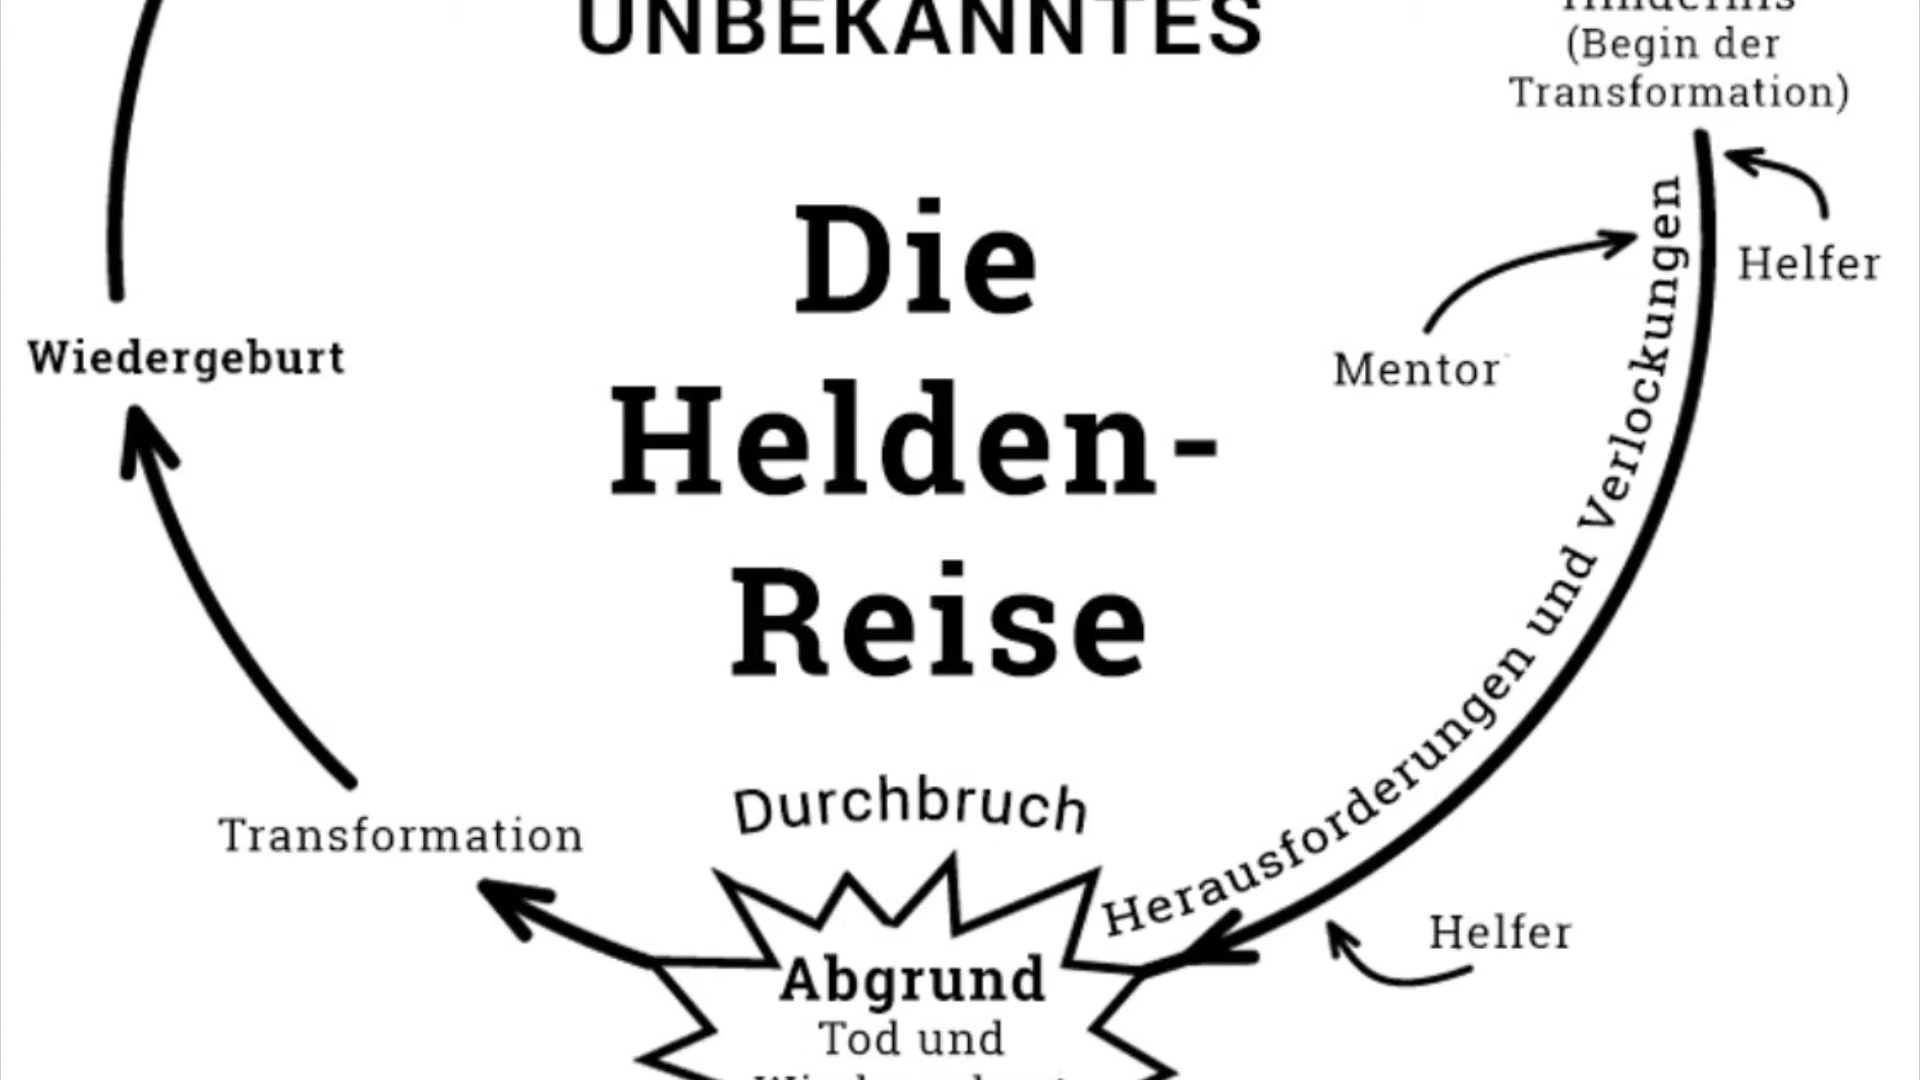 UNBEKANNTES
(Begin der
Transformation)
Helfer
Mentor
Herausforderungen und Verlockungen
Die
Helden-
Reise
Wiedergeburt
Transformation
Durchbruch
Helfer
Abgrund
Tod und